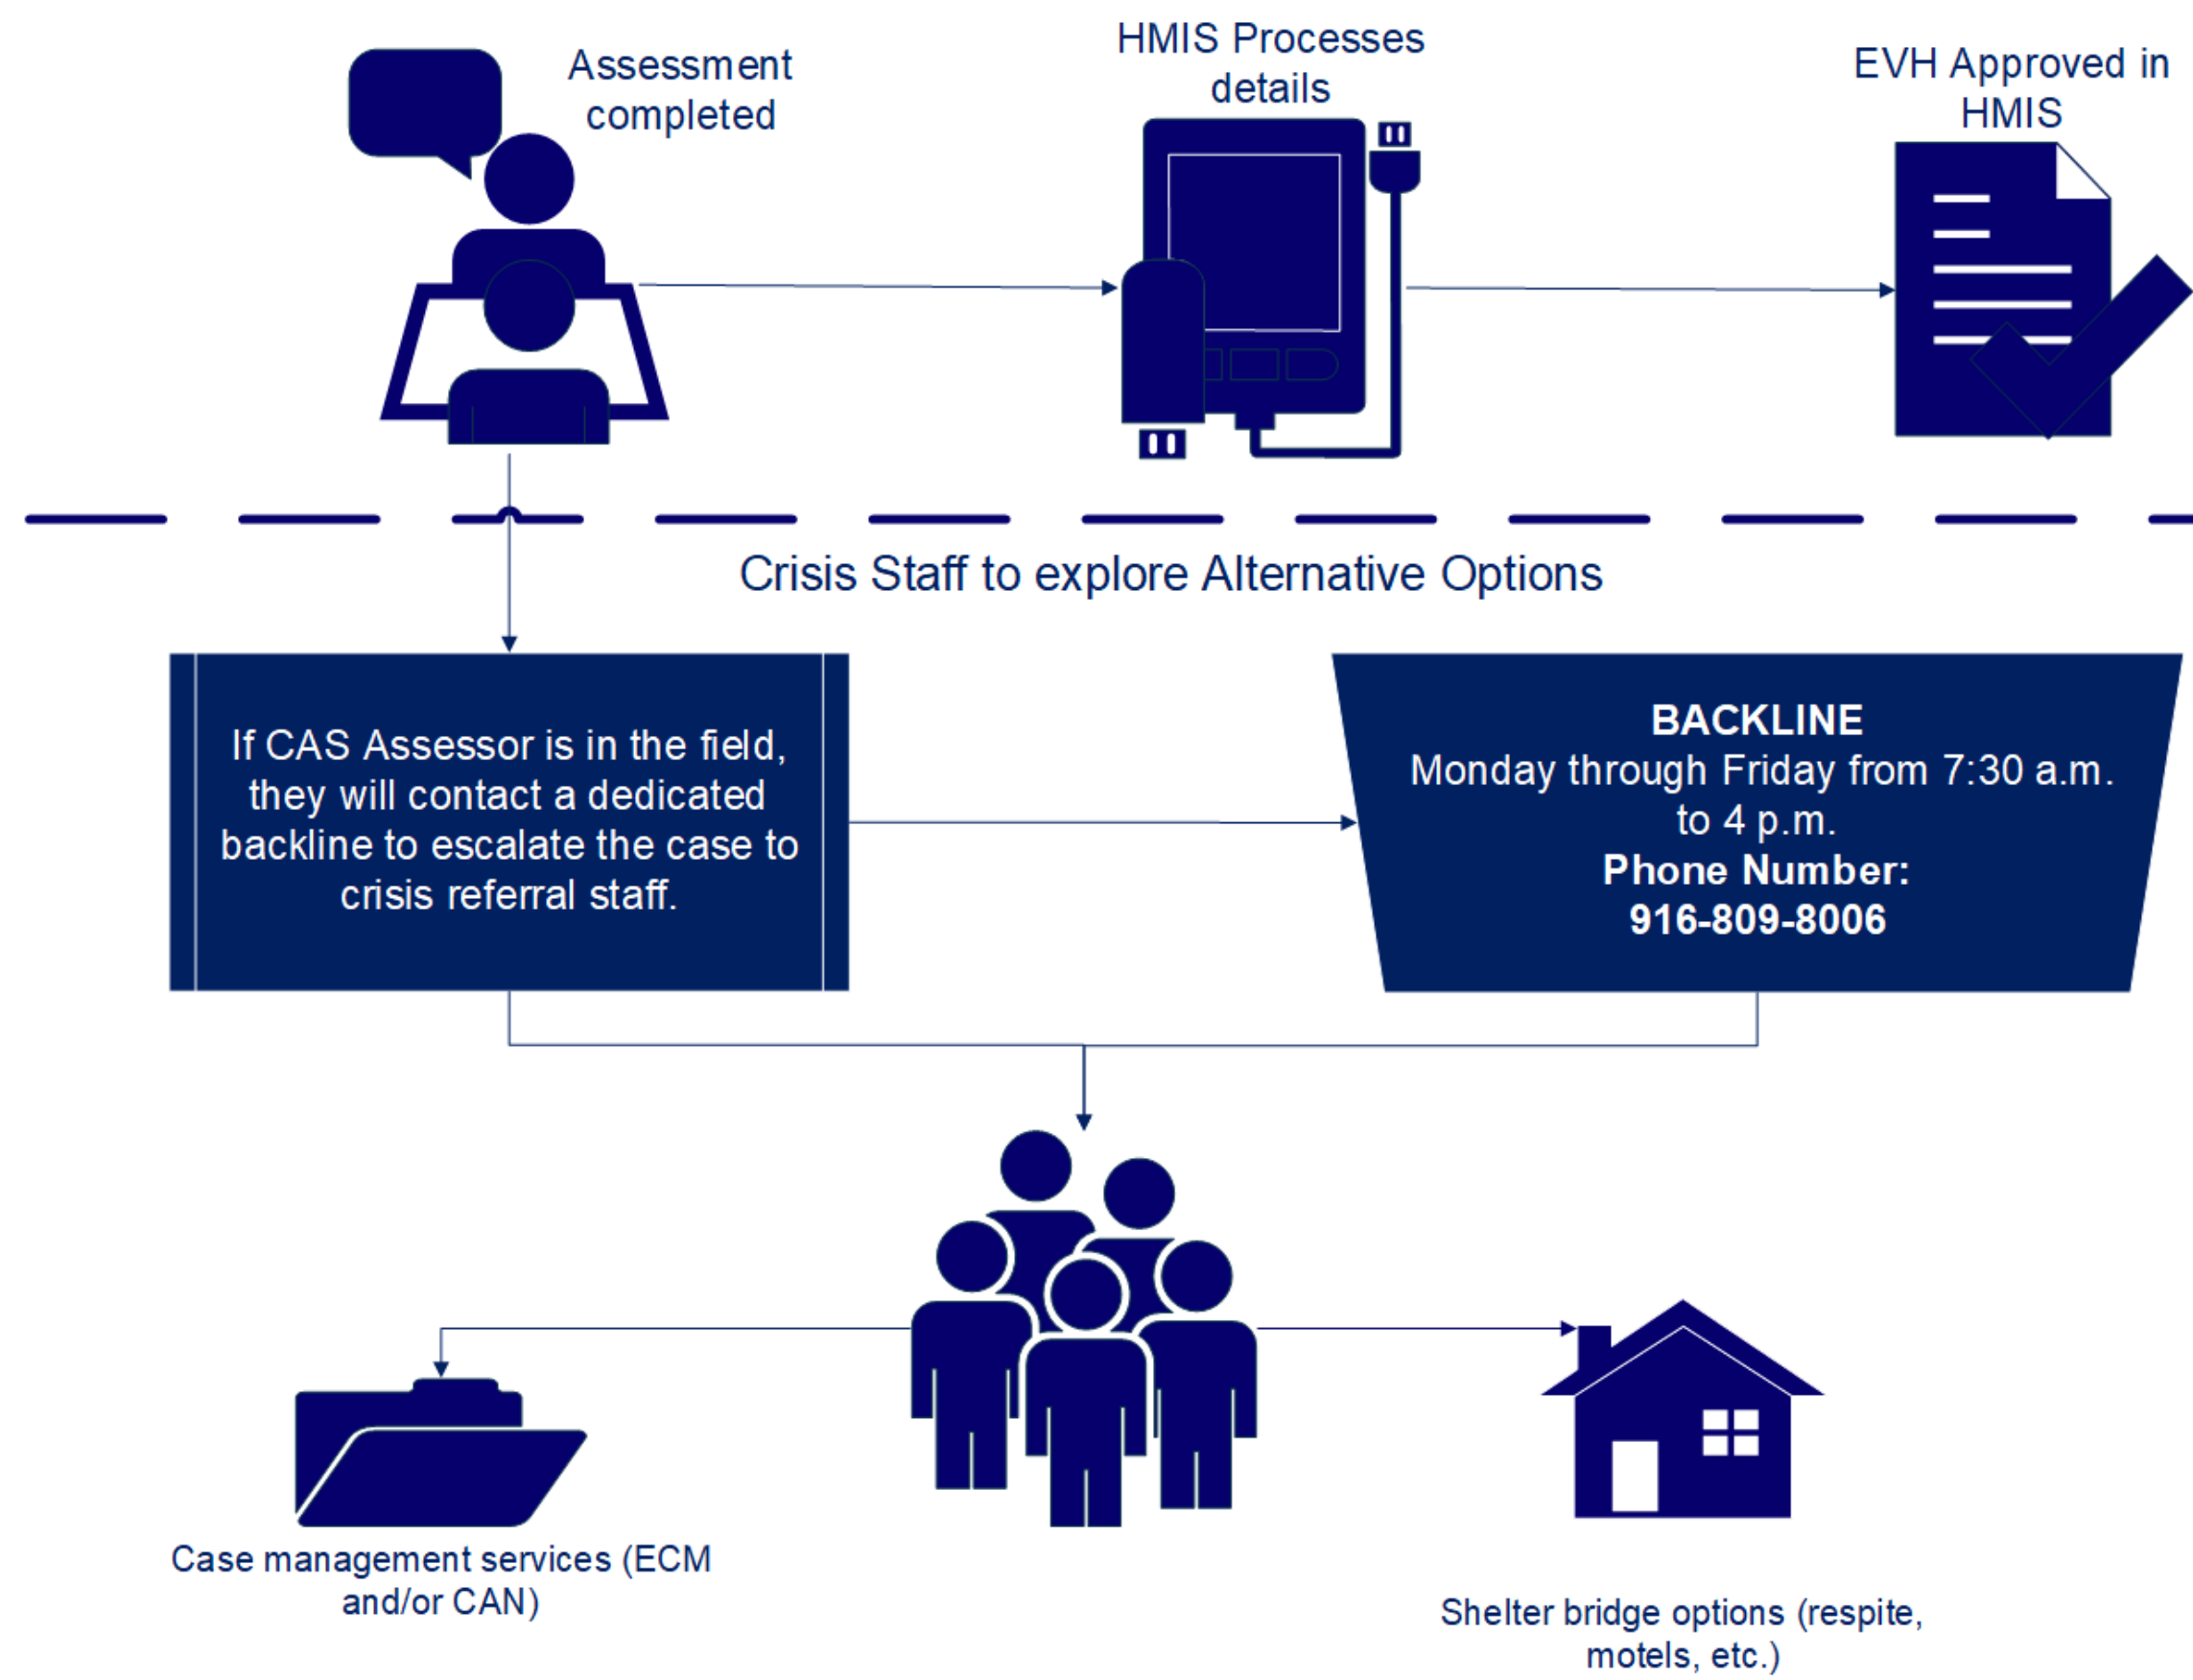 Assessment
completed
HMIS Processes
details
EVH Approved in
HMIS
Crisis Staff to explore Alternative Options
If CAS Assessor is in the field,
they will contact a dedicated
backline to escalate the case to
crisis referral staff.
BACKLINE
Monday through Friday from 7:30 a.m.
to 4 p.m.
Phone Number:
916-809-8006
Case management services (ECM
and/or CAN)
Shelter bridge options (respite,
motels, etc.)